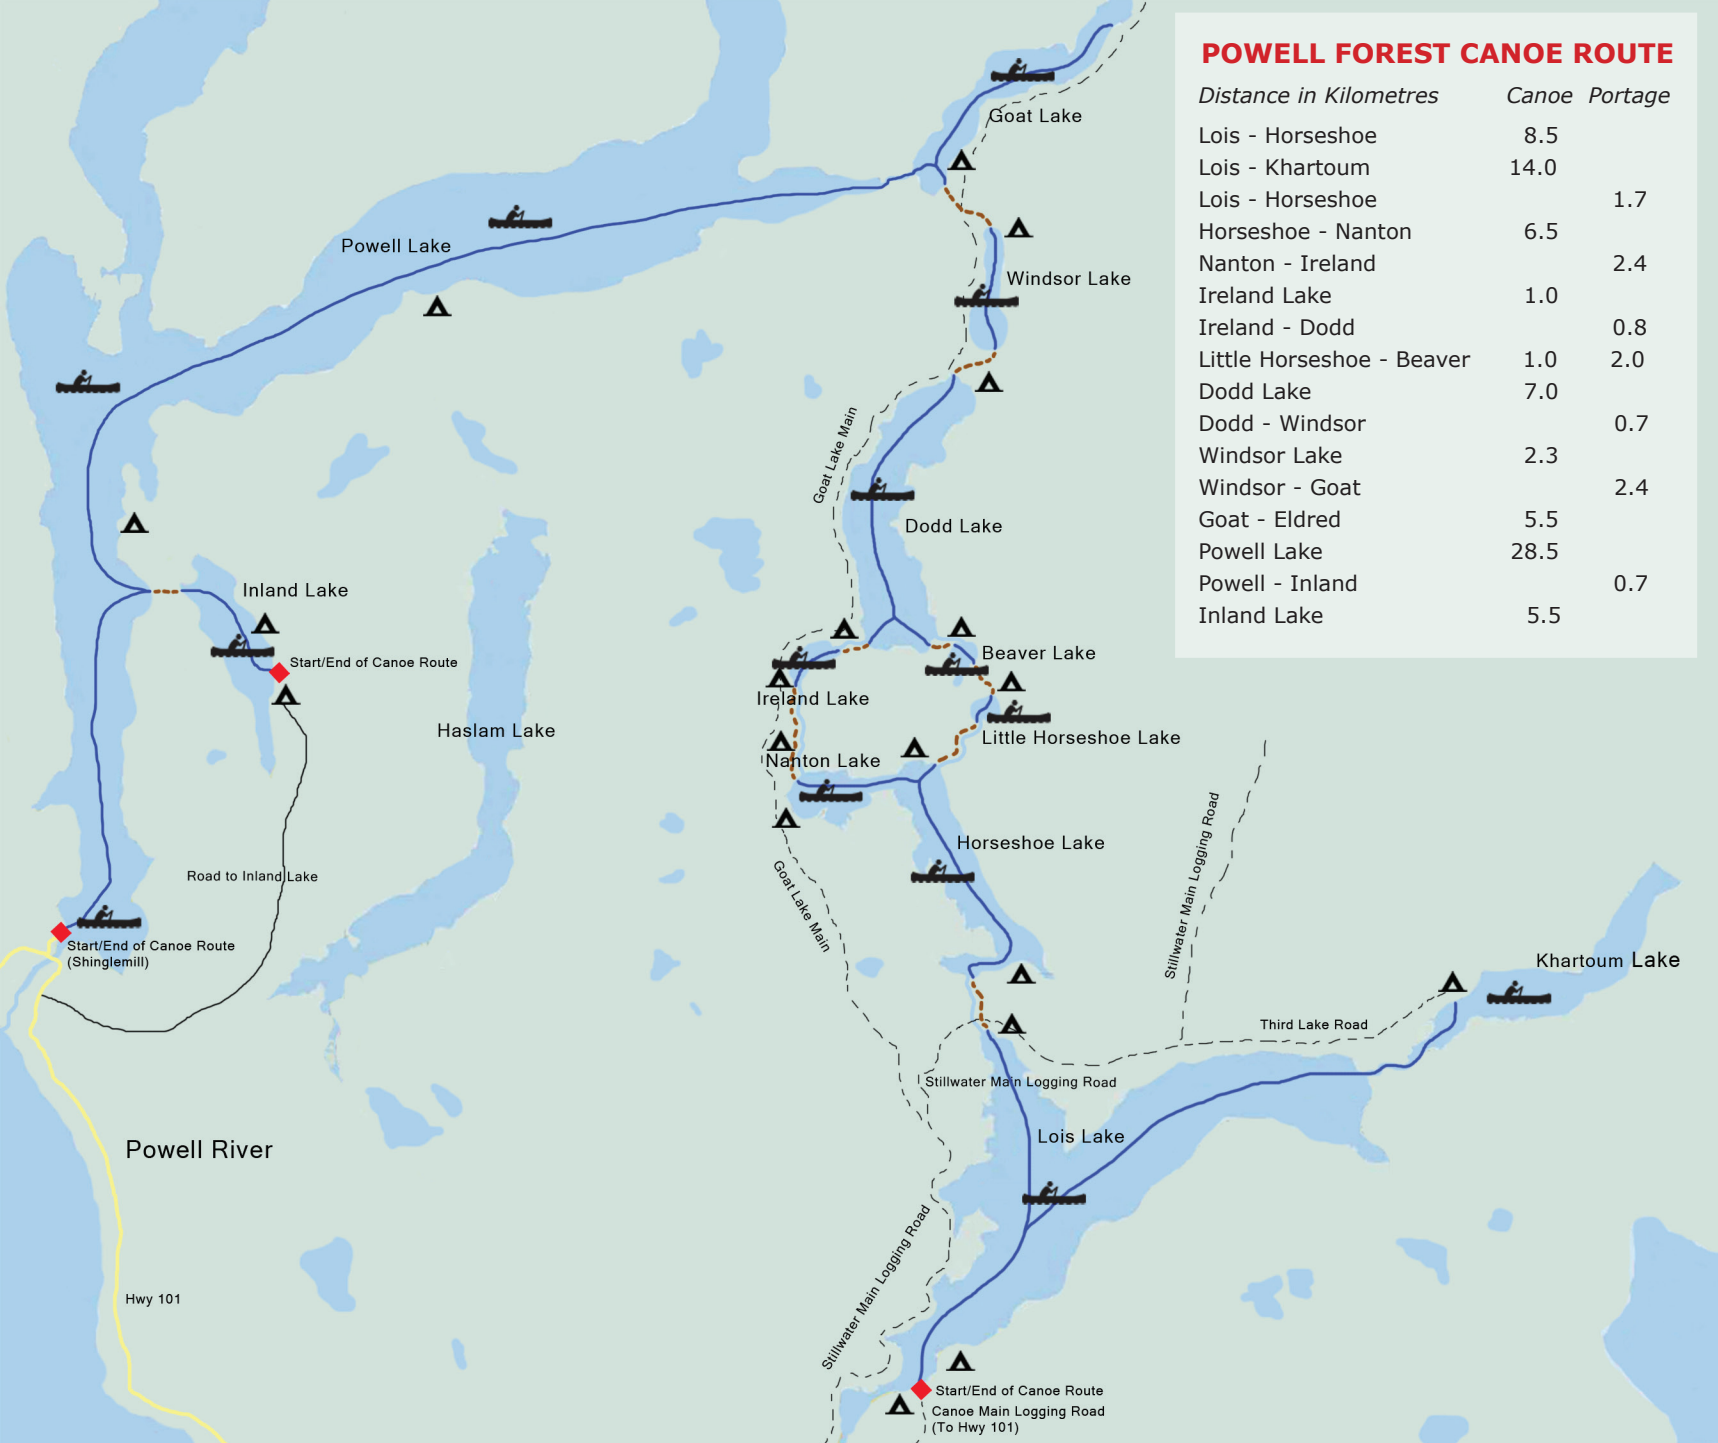 POWELL FOREST CANOE ROUTE
Distance in Kilometres Canoe Portage
Lois - Horseshoe 8.5
Lois - Khartoum 14.0
Lois - Horseshoe 1.7
Horseshoe - Nanton 6.5
Nanton - Ireland 2.4
Ireland Lake 1.0
Ireland - Dodd 0.8
Little Horseshoe - Beaver 1.0 2.0
Dodd Lake 7.0
Dodd - Windsor 0.7
Windsor Lake 2.3
Windsor - Goat 2.4
Goat - Eldred 5.5
Powell Lake 28.5
Powell - Inland 0.7
Inland Lake 5.5
Goat Lake
Powell Lake
Windsor Lake
Goat Lake Main
Dodd Lake
Inland Lake
Start/End of Canoe Route
Beaver Lake
Ireland Lake
Haslam Lake
Little Horseshoe Lake
Nanton Lake
Horseshoe Lake
Stillwater Main Logging Road
Road to Inland Lake
Goat Lake Main
Start/End of Canoe Route
(Shinglemill)
Khartoum Lake
Third Lake Road
Stillwater Main Logging Road
Lois Lake
Powell River
Stillwater Main Logging Road
Hwy 101
Start/End of Canoe Route
Canoe Main Logging Road
(To Hwy 101)